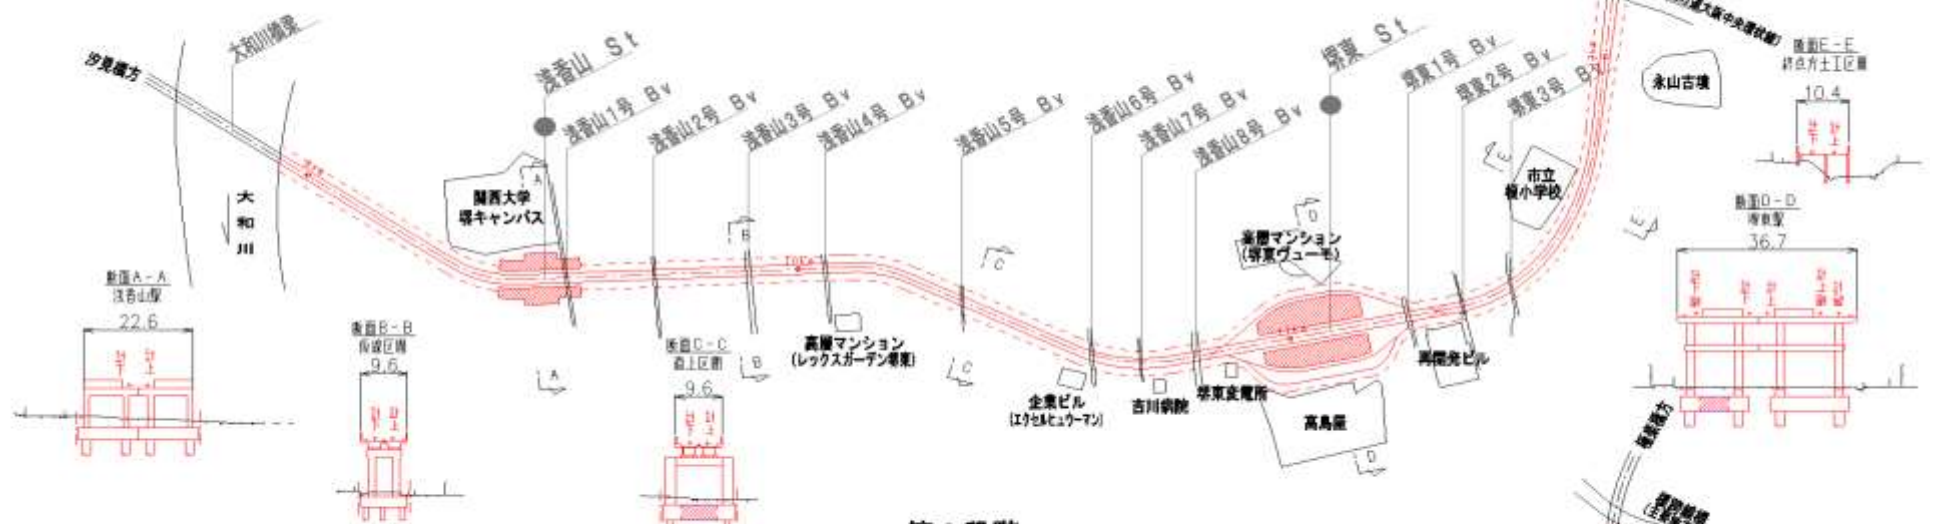 汐見橋方
大和川橋梁
浅香山 St
浅香山1号 Bv
浅香山2号 Bv
浅香山3号 Bv
浅香山4号 Bv
浅香山5号 Bv
浅香山6号 Bv
浅香山7号 Bv
浅香山8号 Bv
堺東 St
堺東1号 Bv
堺東2号 Bv
堺東3号 Bv
大阪中央環状線)
永山古墳
大和川
関西大学
堺キャンパス
A
B
C
D
E
高層マンション
(堺東ヴューモ)
市立
榎小学校
E
A
B
C
D
高層マンション
(レックスガーデン堺東)
企業ビル
(エクセルヒューマン)
吉川病院
堺東変電所
高島屋
再開発ビル
断面A-A
浅香山駅
22.6
断面B-B
仮線区間
9.6
断面C-C
直上区間
9.6
断面D-D
堺東駅
36.7
断面E-E
終点方土工区間
10.4